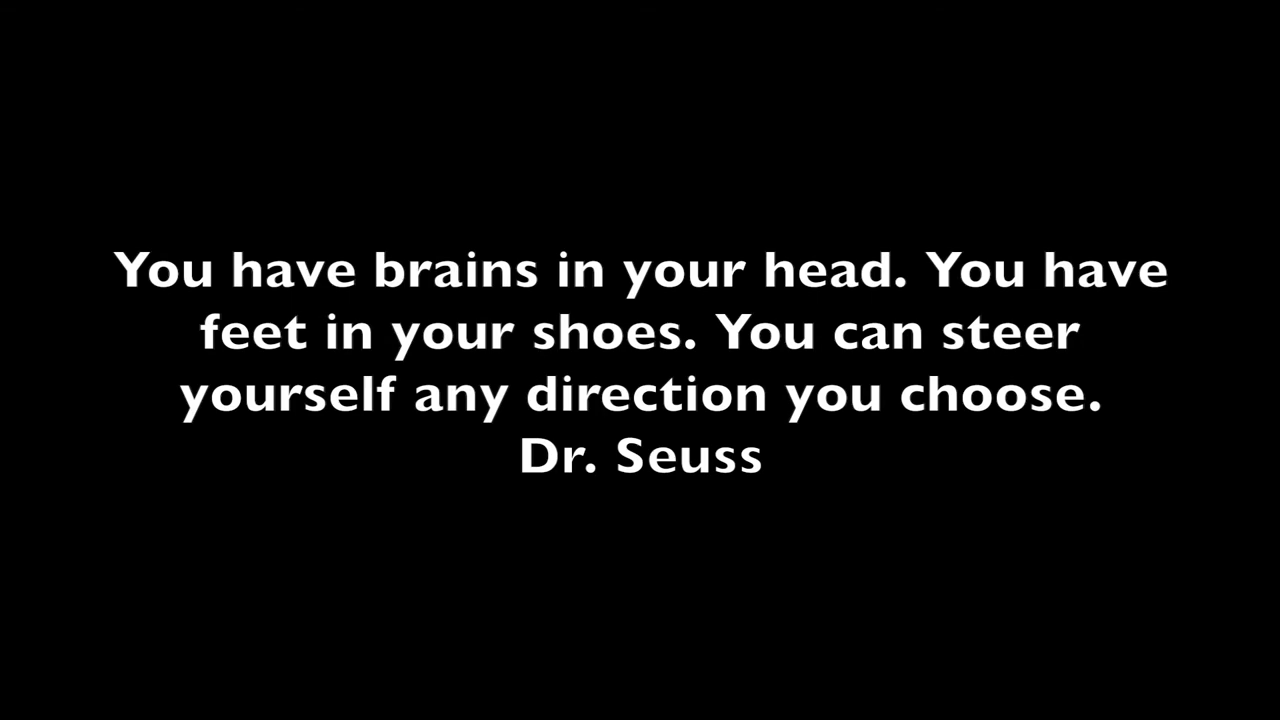 You have brains in your head. You have
feet in your shoes. You can steer
yourself any direction you choose.
Dr. Seuss